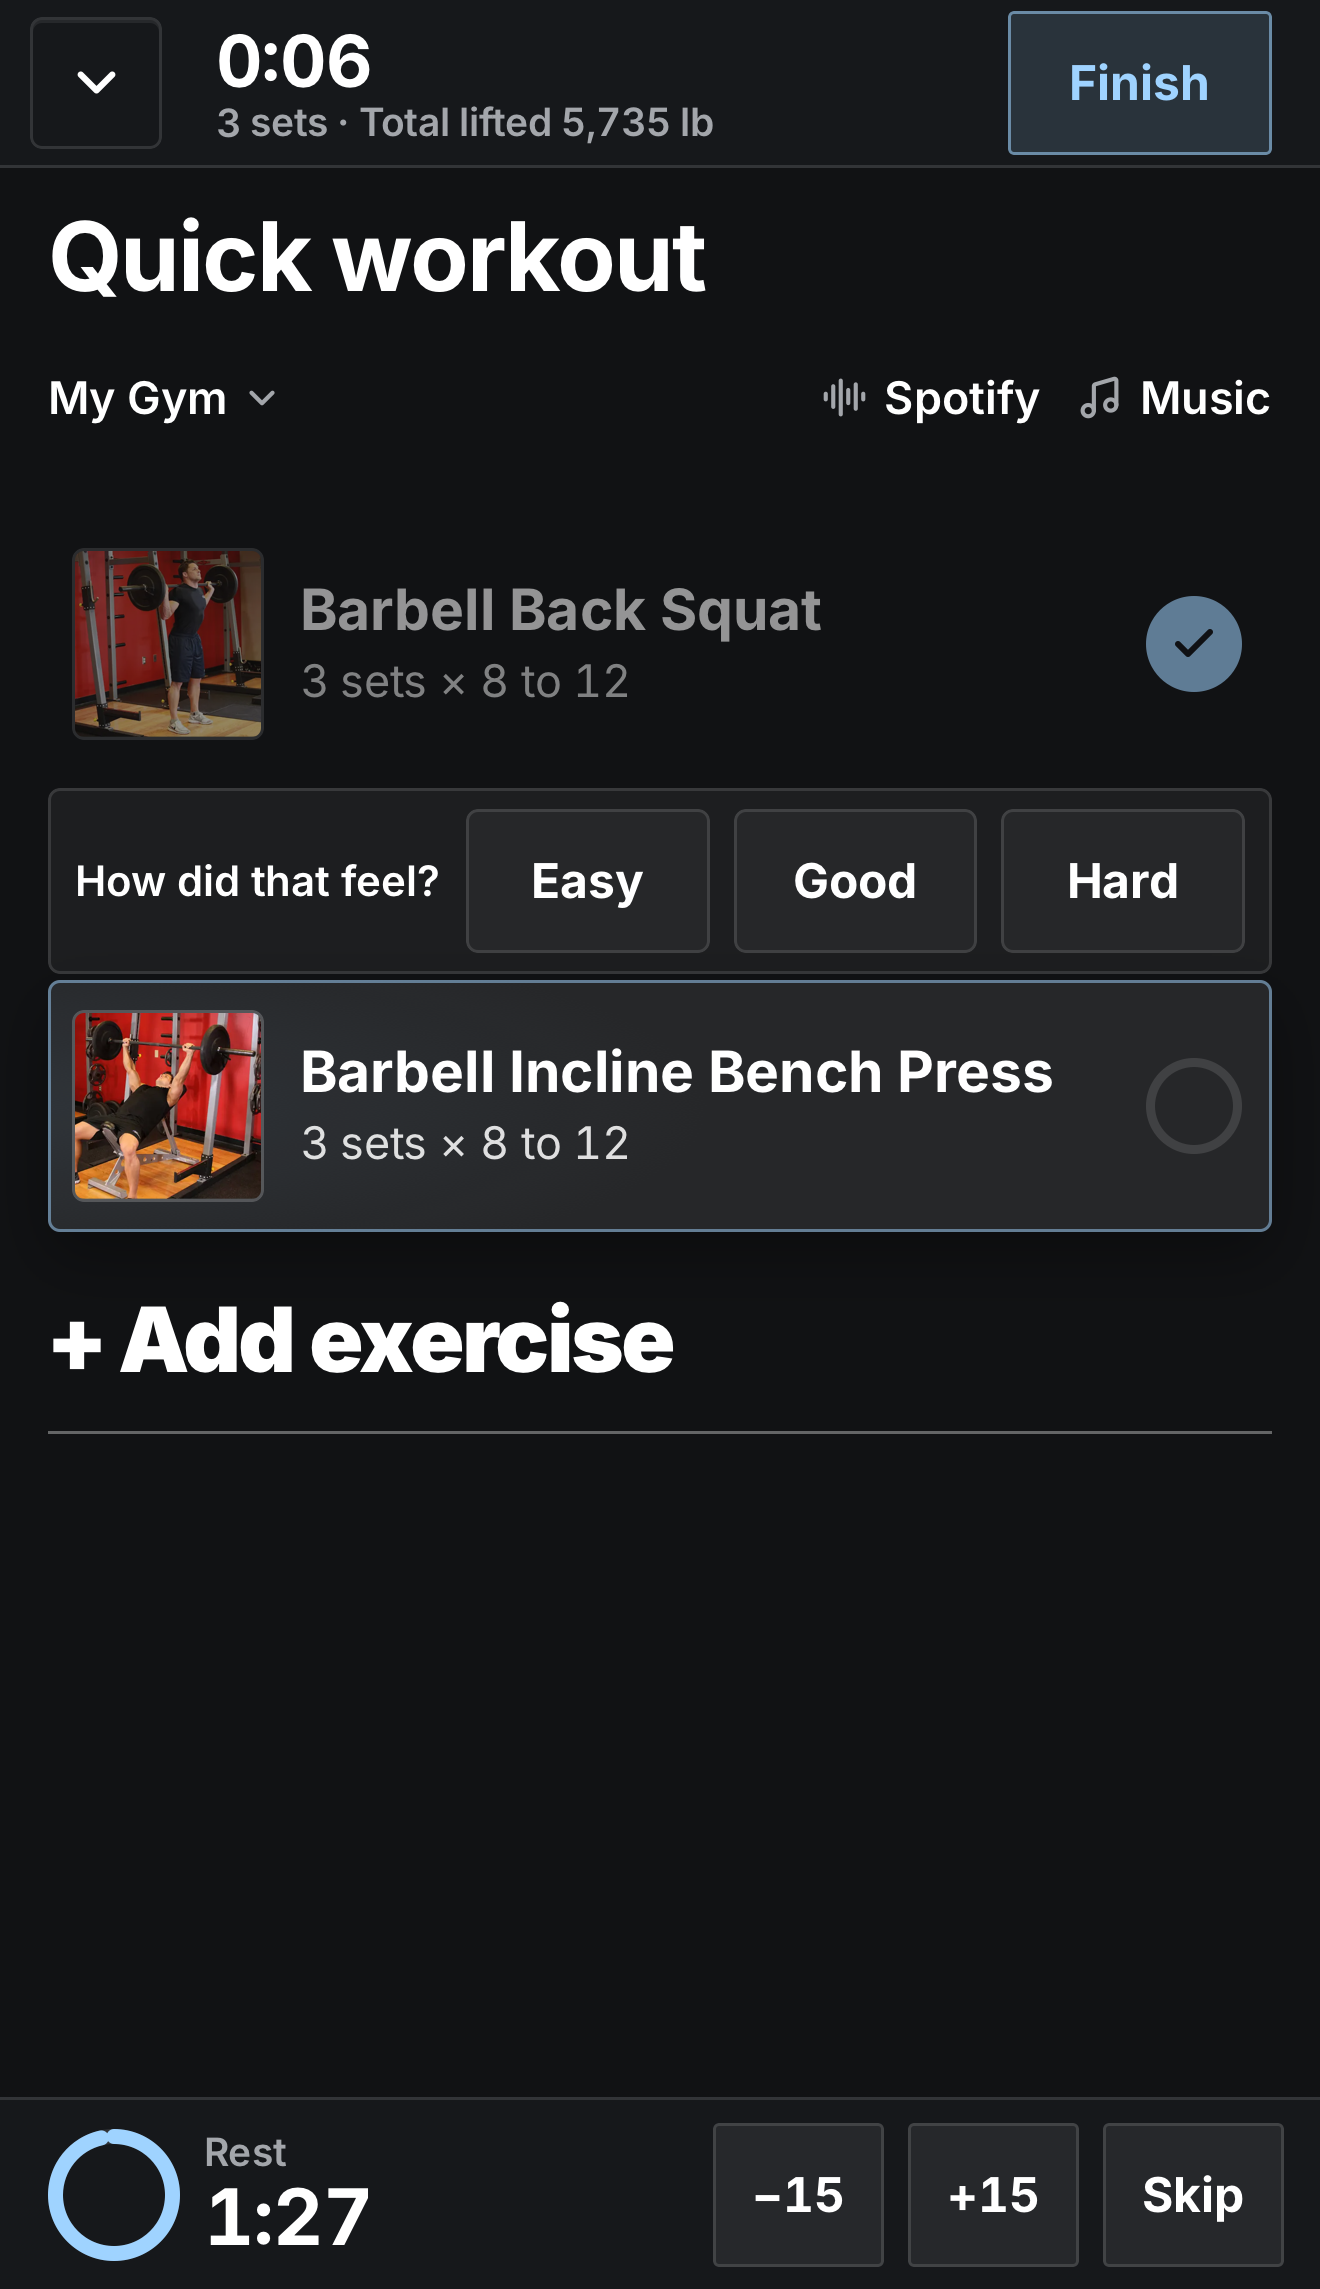 0:06
3 sets · Total lifted 5,735 lb
Finish
Quick workout
My Gym
Spotify
Music
Barbell Back Squat
3 sets × 8 to 12
How did that feel?
Easy
Good
Hard
Barbell Incline Bench Press
3 sets × 8 to 12
+ Add exercise
Rest
1:27
−15
+15
Skip